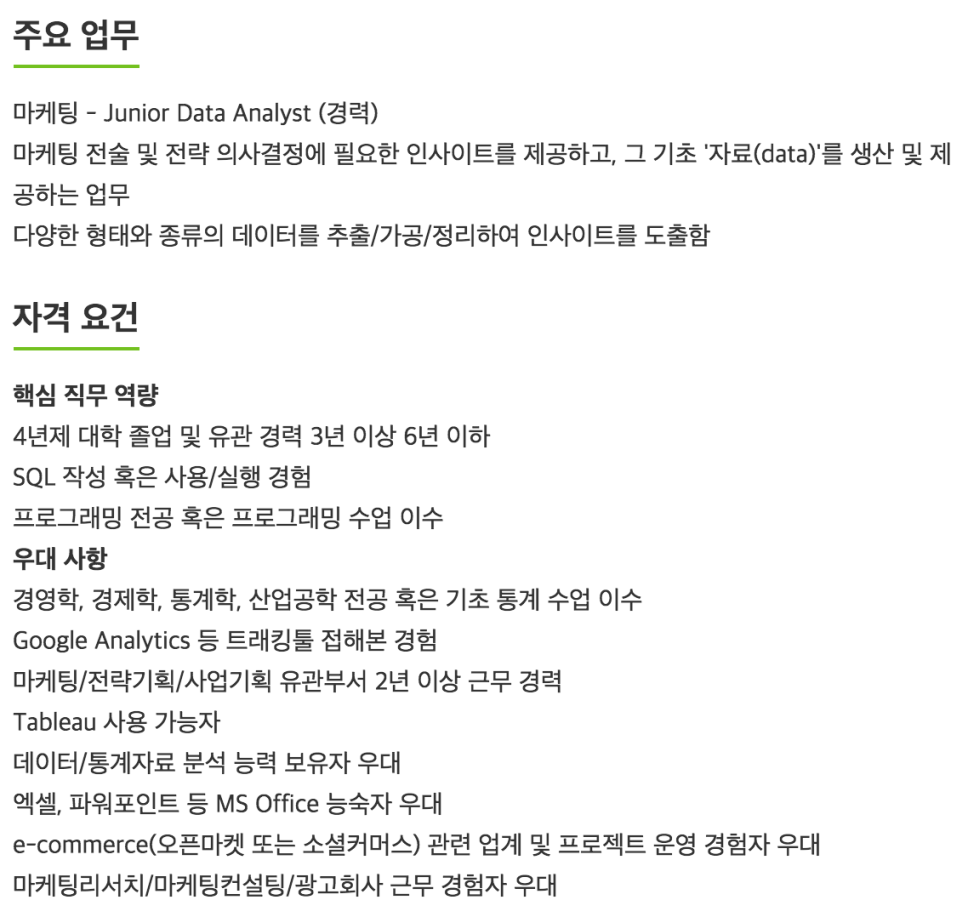 주요 업무
마케팅 - Junior Data Analyst (경력)
마케팅 전술 및 전략 의사결정에 필요한 인사이트를 제공하고, 그 기초 '자료(data)'를 생산 및 제
공하는 업무
다양한 형태와 종류의 데이터를 추출/가공/정리하여 인사이트를 도출함
자격 요건
핵심 직무 역량
4년제 대학 졸업 및 유관 경력 3년 이상 6년 이하
SQL 작성 혹은 사용/실행 경험
프로그래밍 전공 혹은 프로그래밍 수업 이수
우대 사항
경영학, 경제학, 통계학, 산업공학 전공 혹은 기초 통계 수업 이수
Google Analytics 등 트래킹툴 접해본 경험
마케팅/전략기획/사업기획 유관부서 2년 이상 근무 경력
Tableau 사용 가능자
데이터/통계자료 분석 능력 보유자 우대
엑셀, 파워포인트 등 MS Office 능숙자 우대
e-commerce(오픈마켓 또는 소셜커머스) 관련 업계 및 프로젝트 운영 경험자 우대
마케팅리서치/마케팅컨설팅/광고회사 근무 경험자 우대